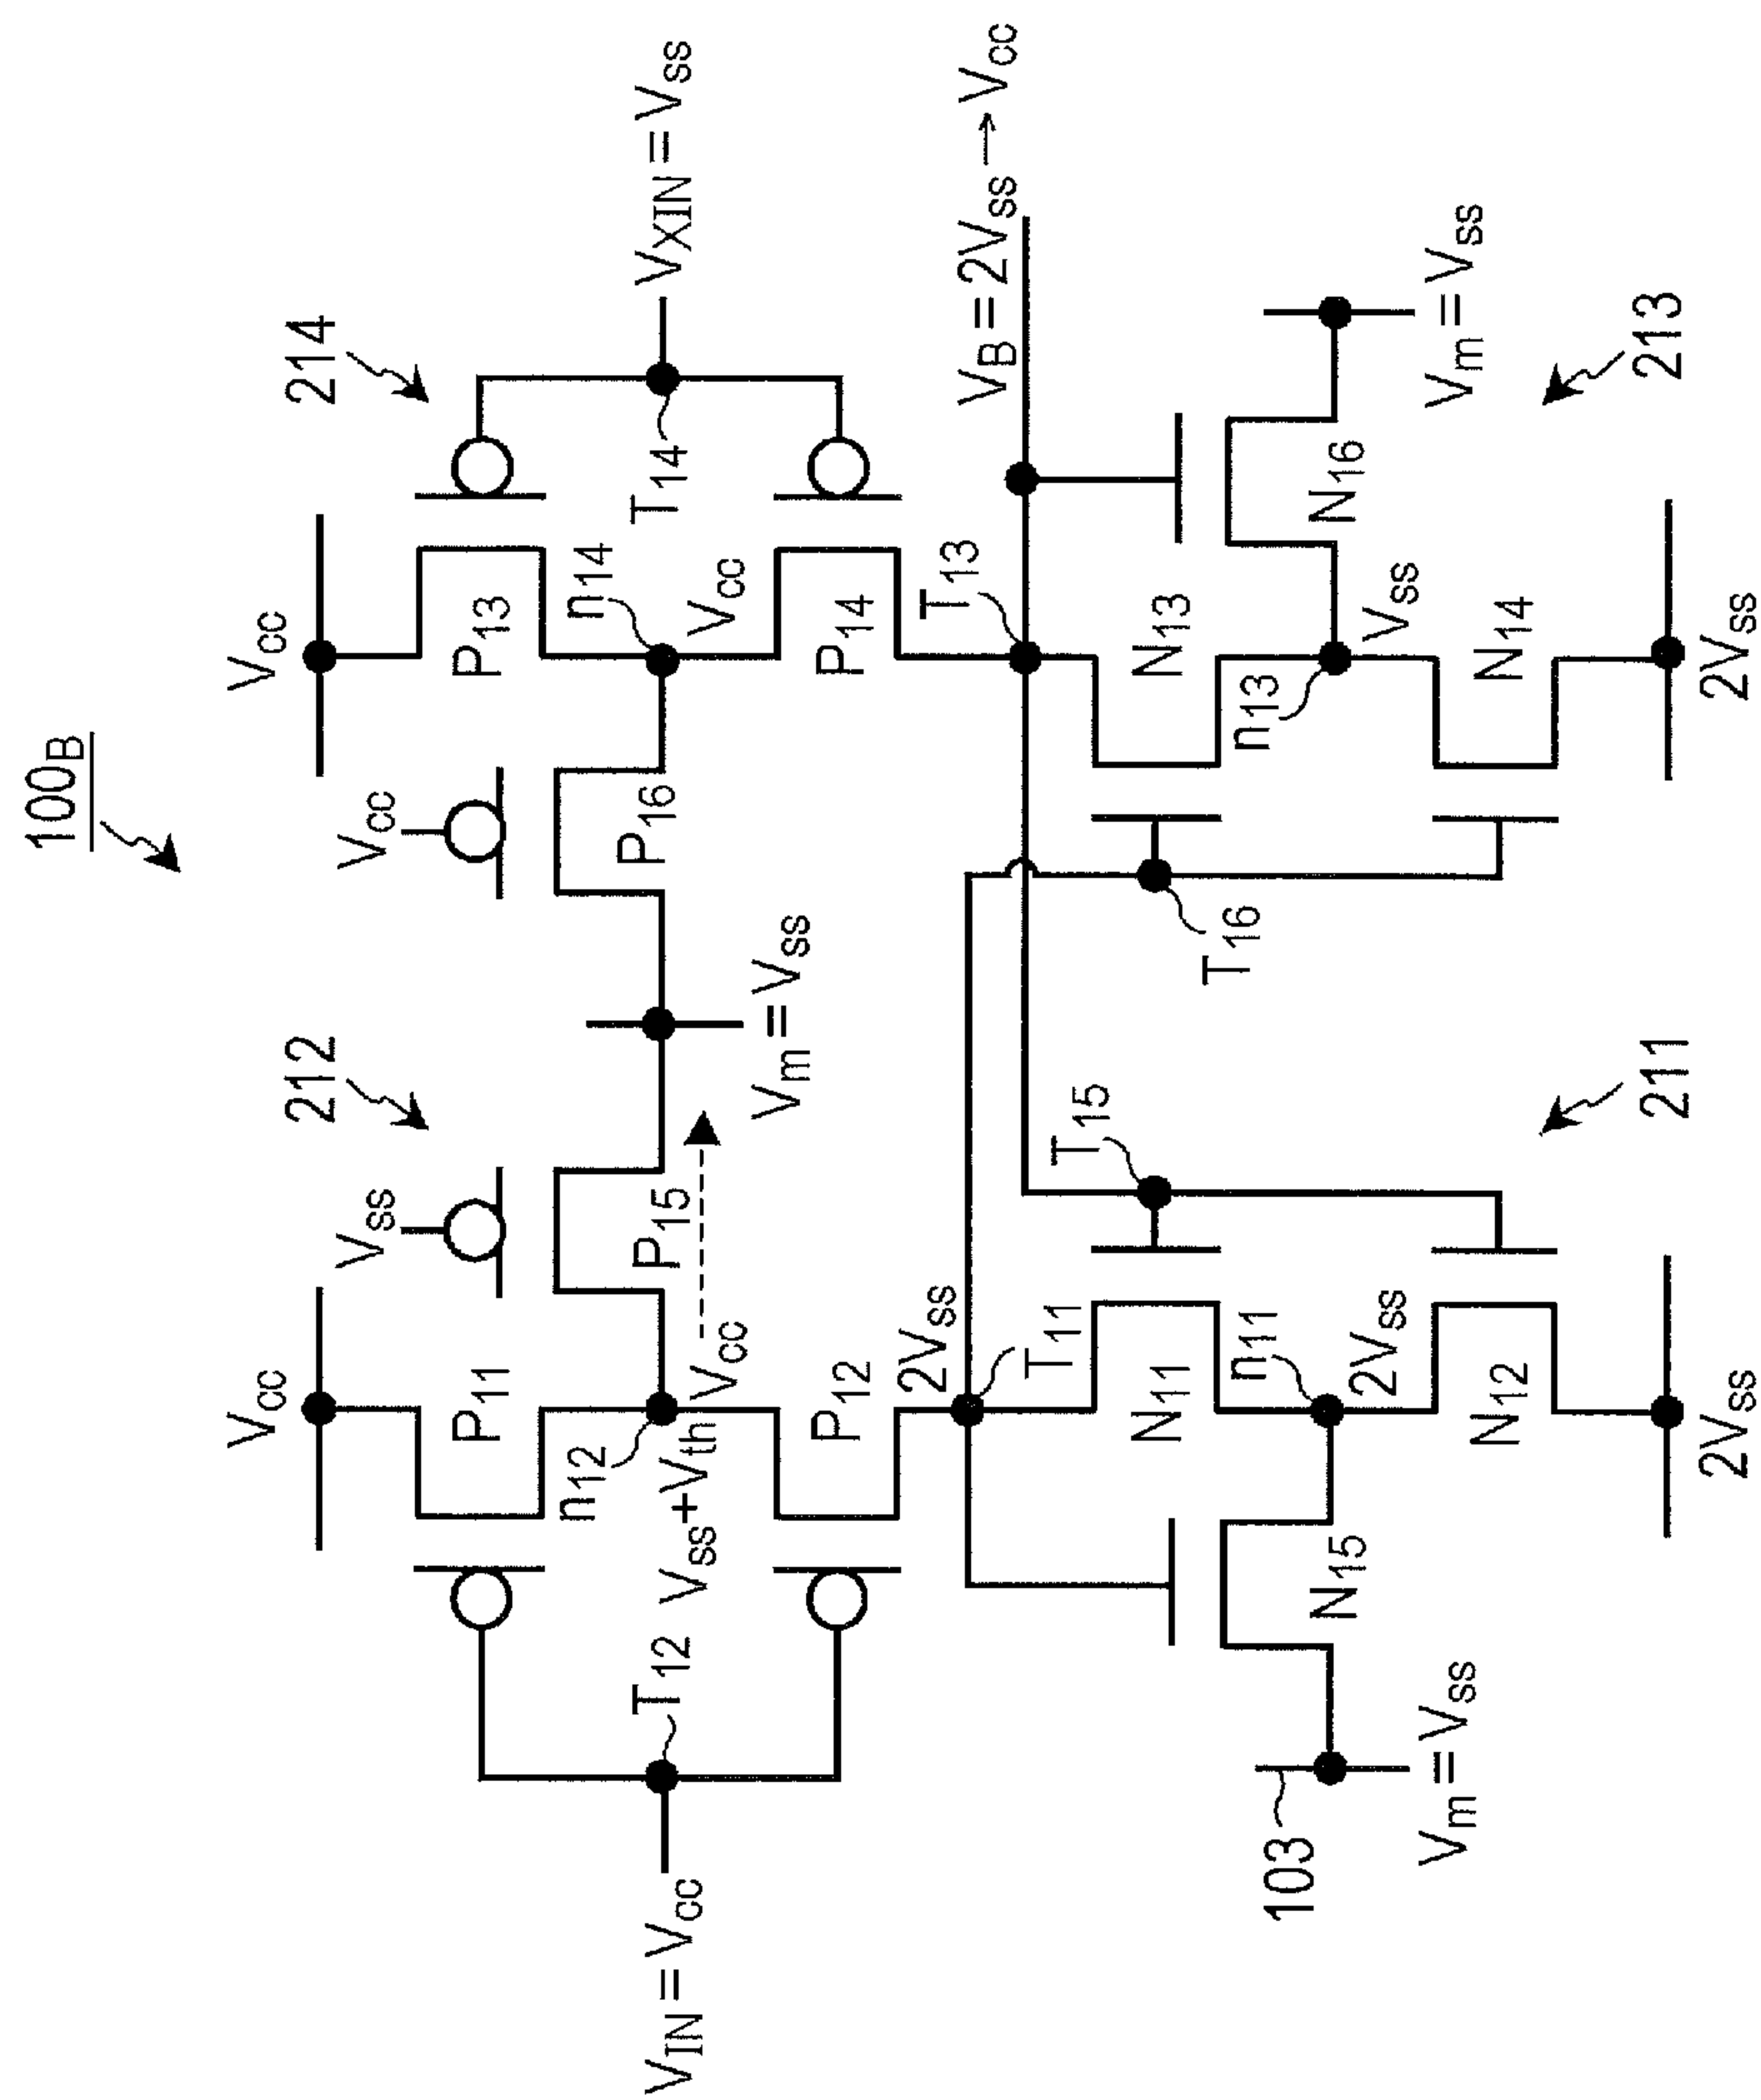 100B
Vcc
Vcc
212
214
Vss
Vcc
P11
P13
n12
n14
Vss+Vth
Vcc
P15
P16
Vcc
VIN=Vcc
T12
T14
VXIN=Vss
Vm=Vss
P12
P14
2Vss
T11
T13
VB=2Vss→Vcc
T15
N11
N13
T16
n11
n13
N15
N16
2Vss
Vss
103
Vm=Vss
Vm=Vss
N12
N14
2Vss
2Vss
211
213